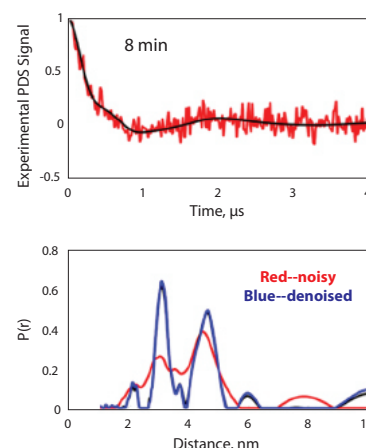 1
8 min
0.5
0
-0.5
Experimental PDS Signal
0 1 2 3 4
Time, µs
0.8
Red--noisy
Blue--denoised
0.6
0.4
0.2
0
P(r)
0 2 4 6 8
Distance, nm